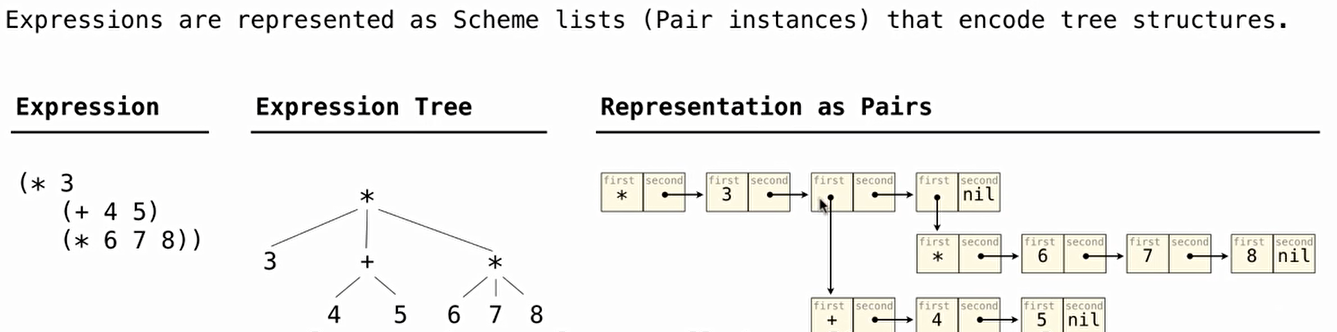 Expressions are represented as Scheme lists (Pair instances) that encode tree structures.
Expression
Expression Tree
Representation as Pairs
(* 3
(+ 4 5)
(* 6 7 8))
*
3 + *
4 5 6 7 8
first second first second first second first second
* 3 nil
first second first second first second first second
* 6 7 8 nil
first second first second first second
+ 4 5 nil